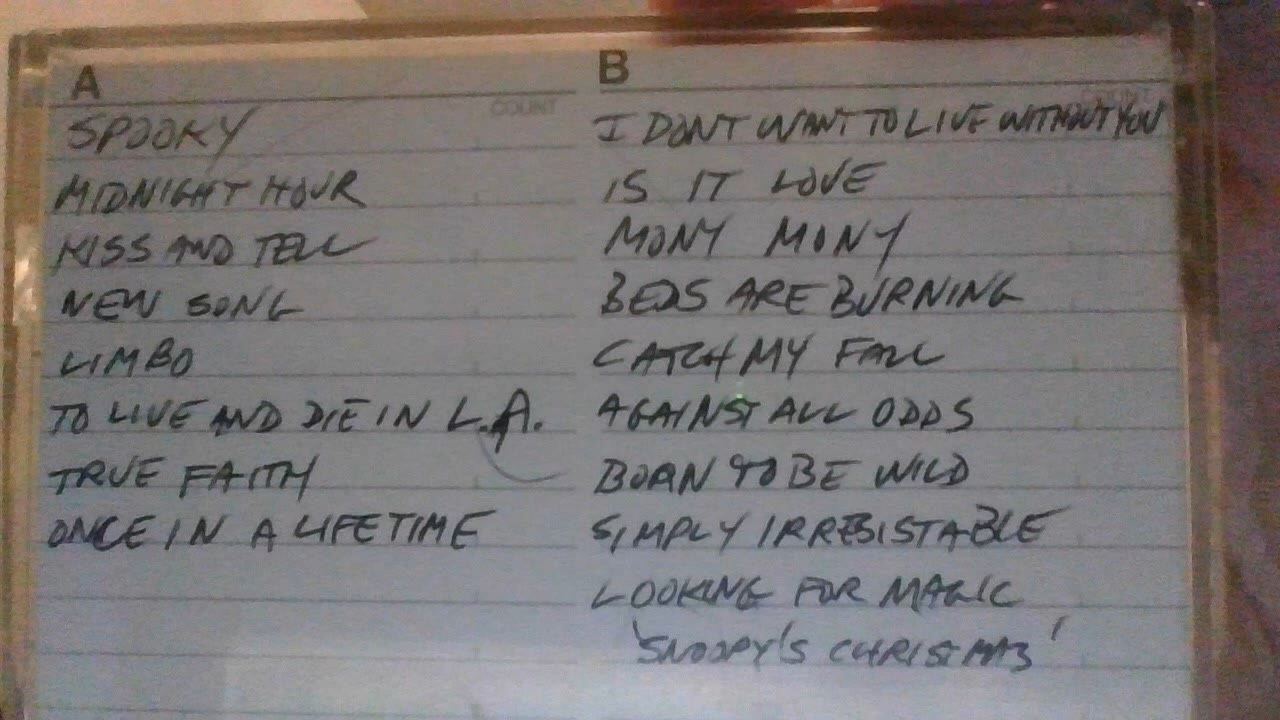 A
COUNT
SPOOKY
MIDNIGHT HOUR
KISS AND TELL
NEW SONG
LIMBO
TO LIVE AND DIE IN L.A.
TRUE FAITH
ONCE IN A LIFETIME
B
COUNT
I DONT WANT TO LIVE WITHOUT YOU
IS IT LOVE
MONY MONY
BEDS ARE BURNING
CATCH MY FALL
AGAINST ALL ODDS
BORN TO BE WILD
SIMPLY IRRESISTABLE
LOOKING FOR MAGIC
'SNOOPY'S CHRISTMAS'